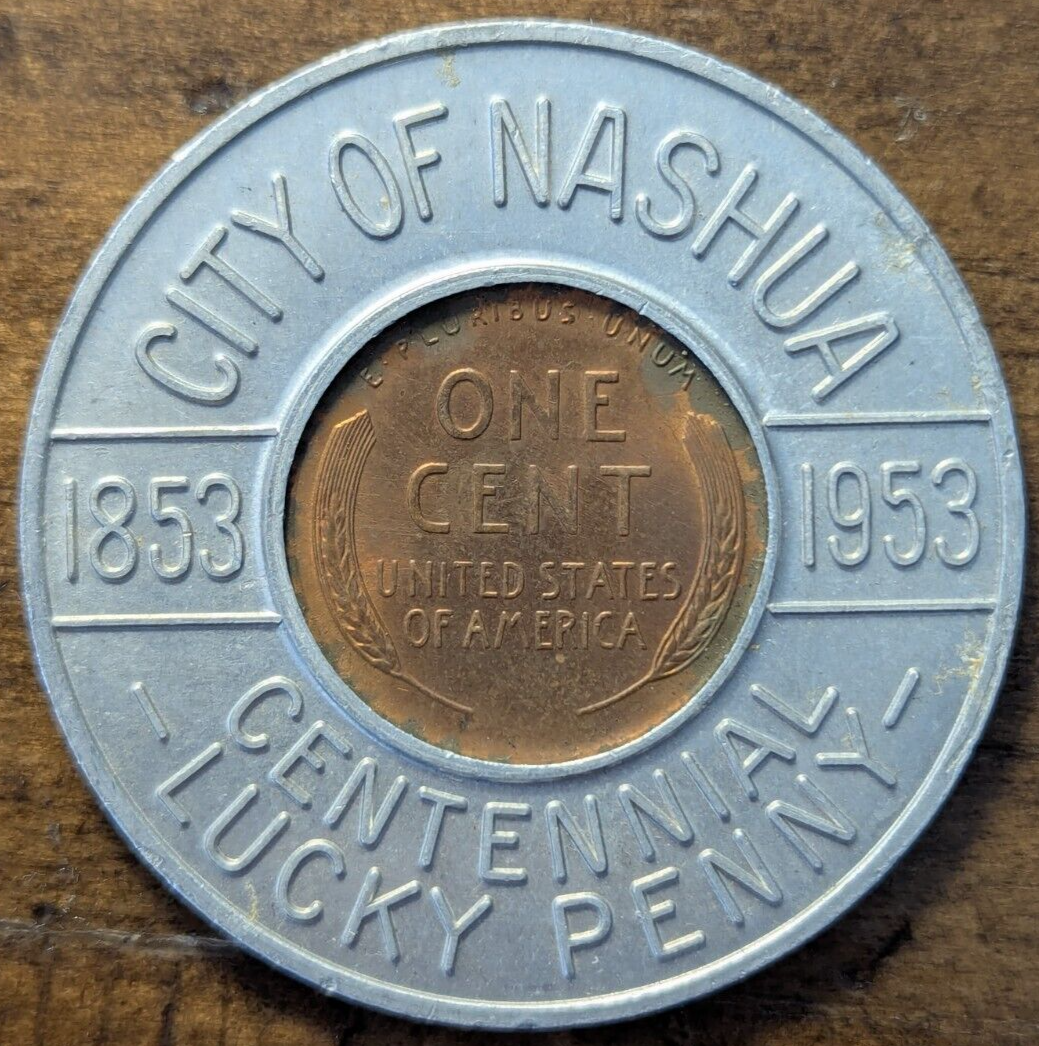 CITY OF NASHUA
1853
1953
E·PLURIBUS·UNUM
ONE
CENT
UNITED STATES
OF AMERICA
- CENTENNIAL -
LUCKY PENNY